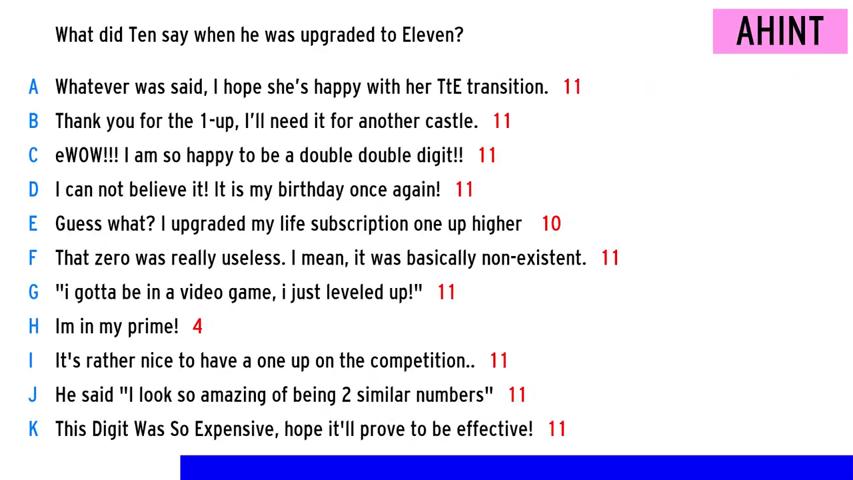 What did Ten say when he was upgraded to Eleven?
AHINT
A Whatever was said, I hope she's happy with her TtE transition. 11
B Thank you for the 1-up, I'll need it for another castle. 11
C eWOW!!! I am so happy to be a double double digit!! 11
D I can not believe it! It is my birthday once again! 11
E Guess what? I upgraded my life subscription one up higher 10
F That zero was really useless. I mean, it was basically non-existent. 11
G "i gotta be in a video game, i just leveled up!" 11
H Im in my prime! 4
I It's rather nice to have a one up on the competition.. 11
J He said "I look so amazing of being 2 similar numbers" 11
K This Digit Was So Expensive, hope it'll prove to be effective! 11